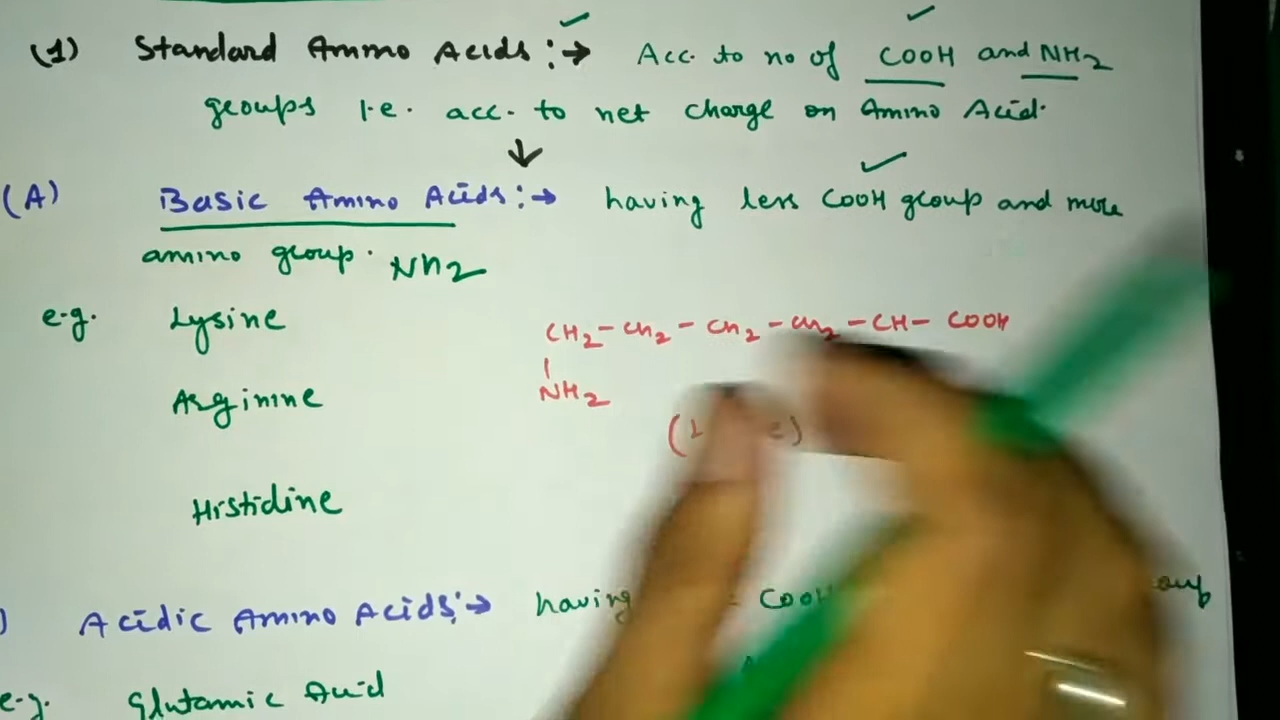 (1) Standard Amino Acids :→ Acc. to no of COOH and NH2
groups i.e. acc. to net charge on Amino Acid.
(A) Basic Amino Acids :→ having less COOH group and more
amino group. NH2
e.g. Lysine
CH2-CH2-CH2-CH2-CH-COOH
NH2
Arginine
Histidine
) Acidic Amino Acids :→ having COOH
e.g. Glutamic Acid